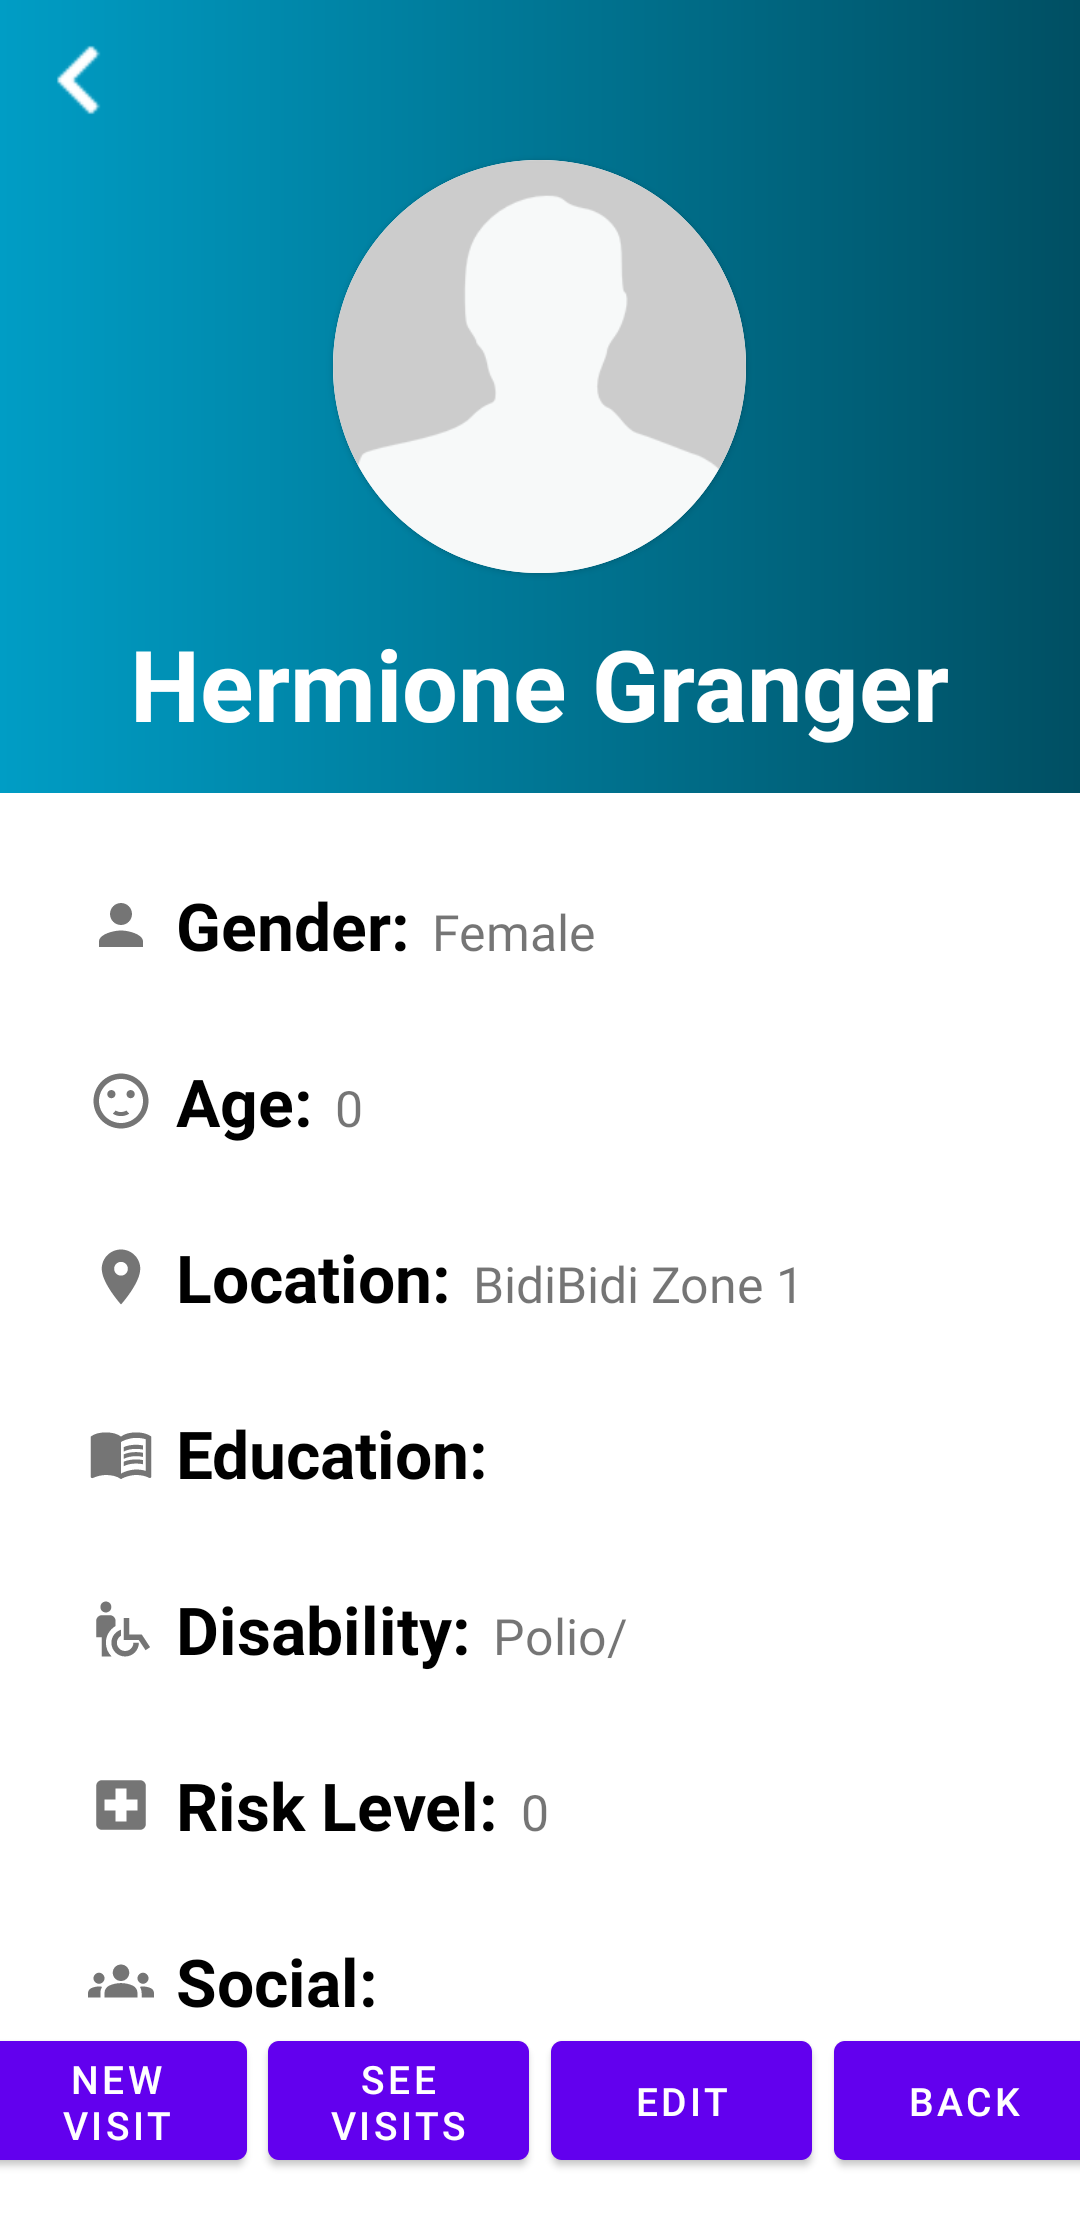 Hermione Granger
Gender: Female
Age: 0
Location: BidiBidi Zone 1
Education:
Disability: Polio/
Risk Level: 0
Social:
NEW VISIT
SEE VISITS
EDIT
BACK